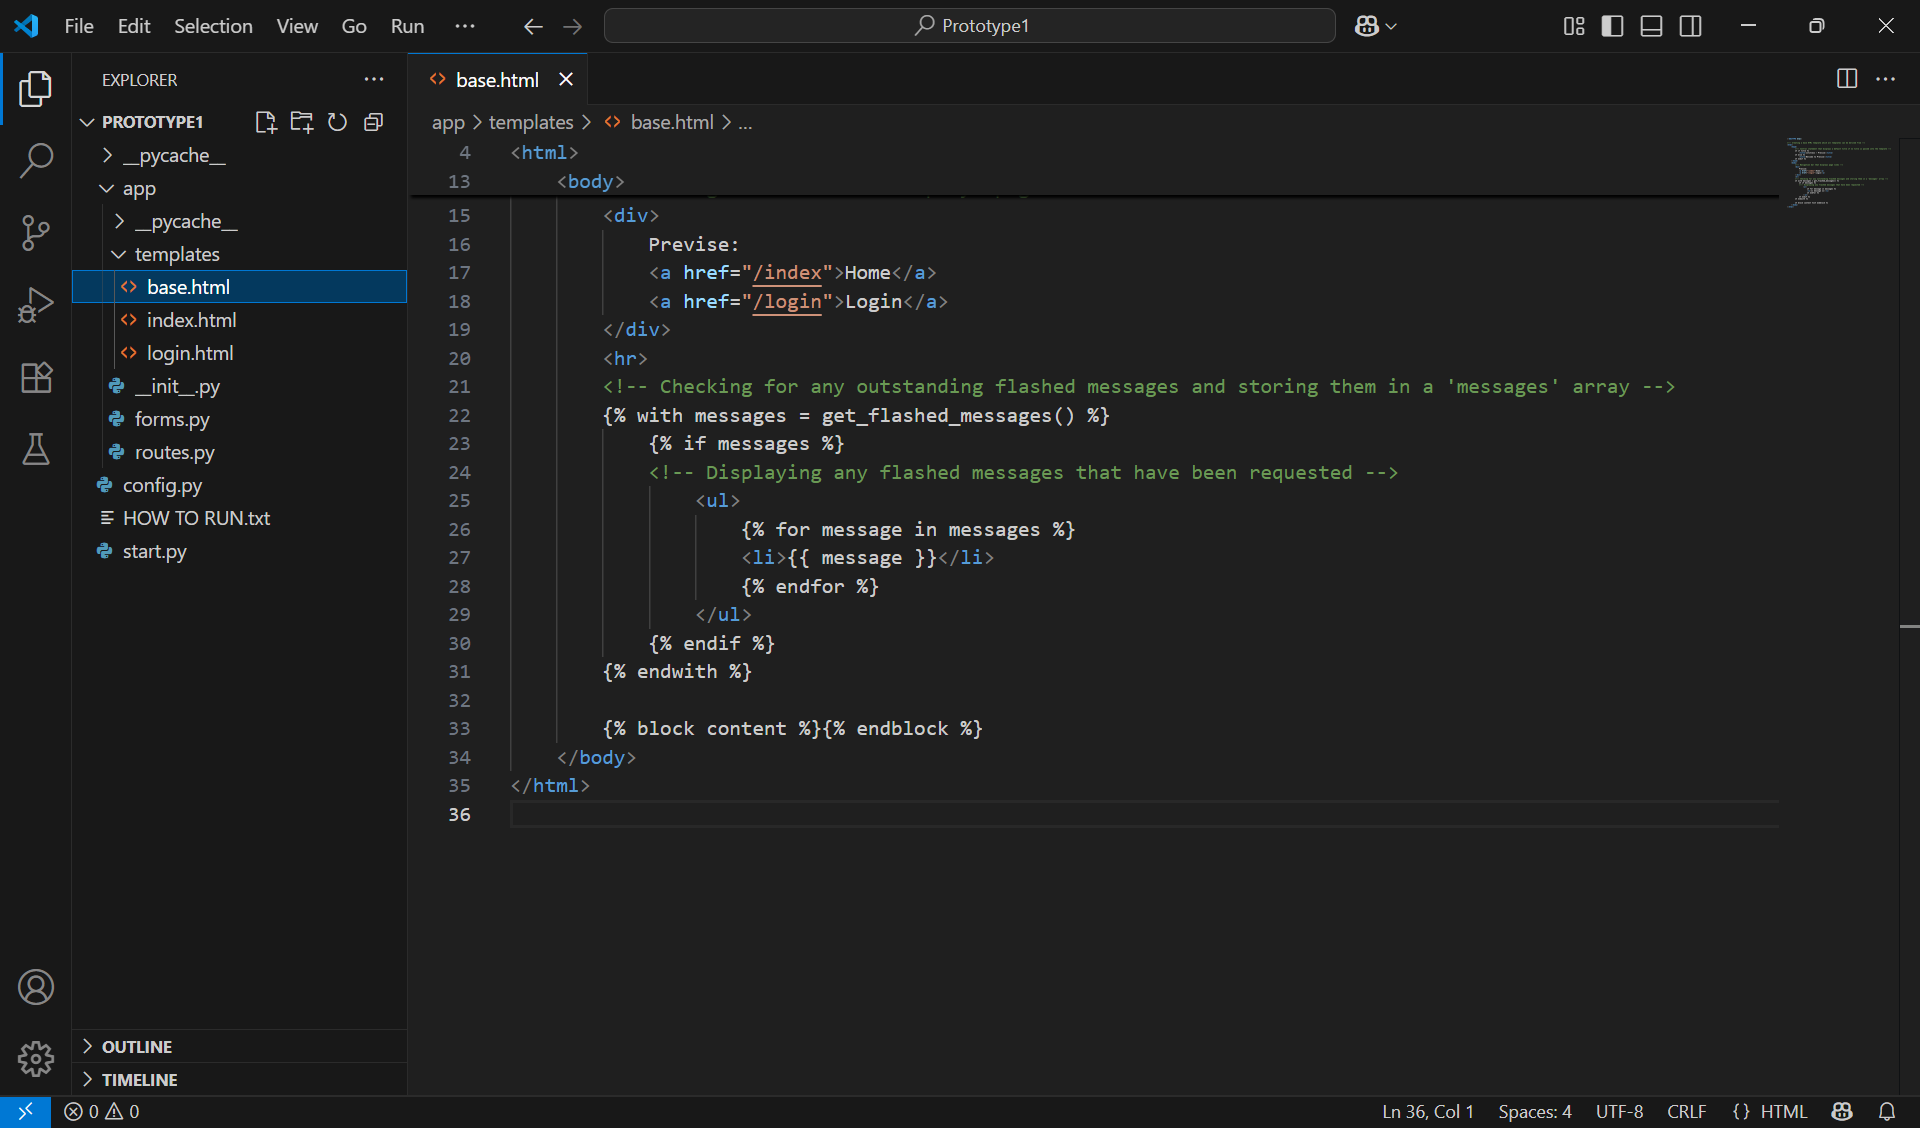 File Edit Selection View Go Run ··· Prototype1
EXPLORER ···
PROTOTYPE1
__pycache__
app
__pycache__
templates
base.html
index.html
login.html
__init__.py
forms.py
routes.py
config.py
HOW TO RUN.txt
start.py
OUTLINE
TIMELINE
base.html
app > templates > base.html > ...
4 <html>
13 <body>
15 <div>
16 Previse:
17 <a href="/index">Home</a>
18 <a href="/login">Login</a>
19 </div>
20 <hr>
21 <!-- Checking for any outstanding flashed messages and storing them in a 'messages' array -->
22 {% with messages = get_flashed_messages() %}
23 {% if messages %}
24 <!-- Displaying any flashed messages that have been requested -->
25 <ul>
26 {% for message in messages %}
27 <li>{{ message }}</li>
28 {% endfor %}
29 </ul>
30 {% endif %}
31 {% endwith %}
32
33 {% block content %}{% endblock %}
34 </body>
35 </html>
36
0 0 Ln 36, Col 1 Spaces: 4 UTF-8 CRLF {} HTML